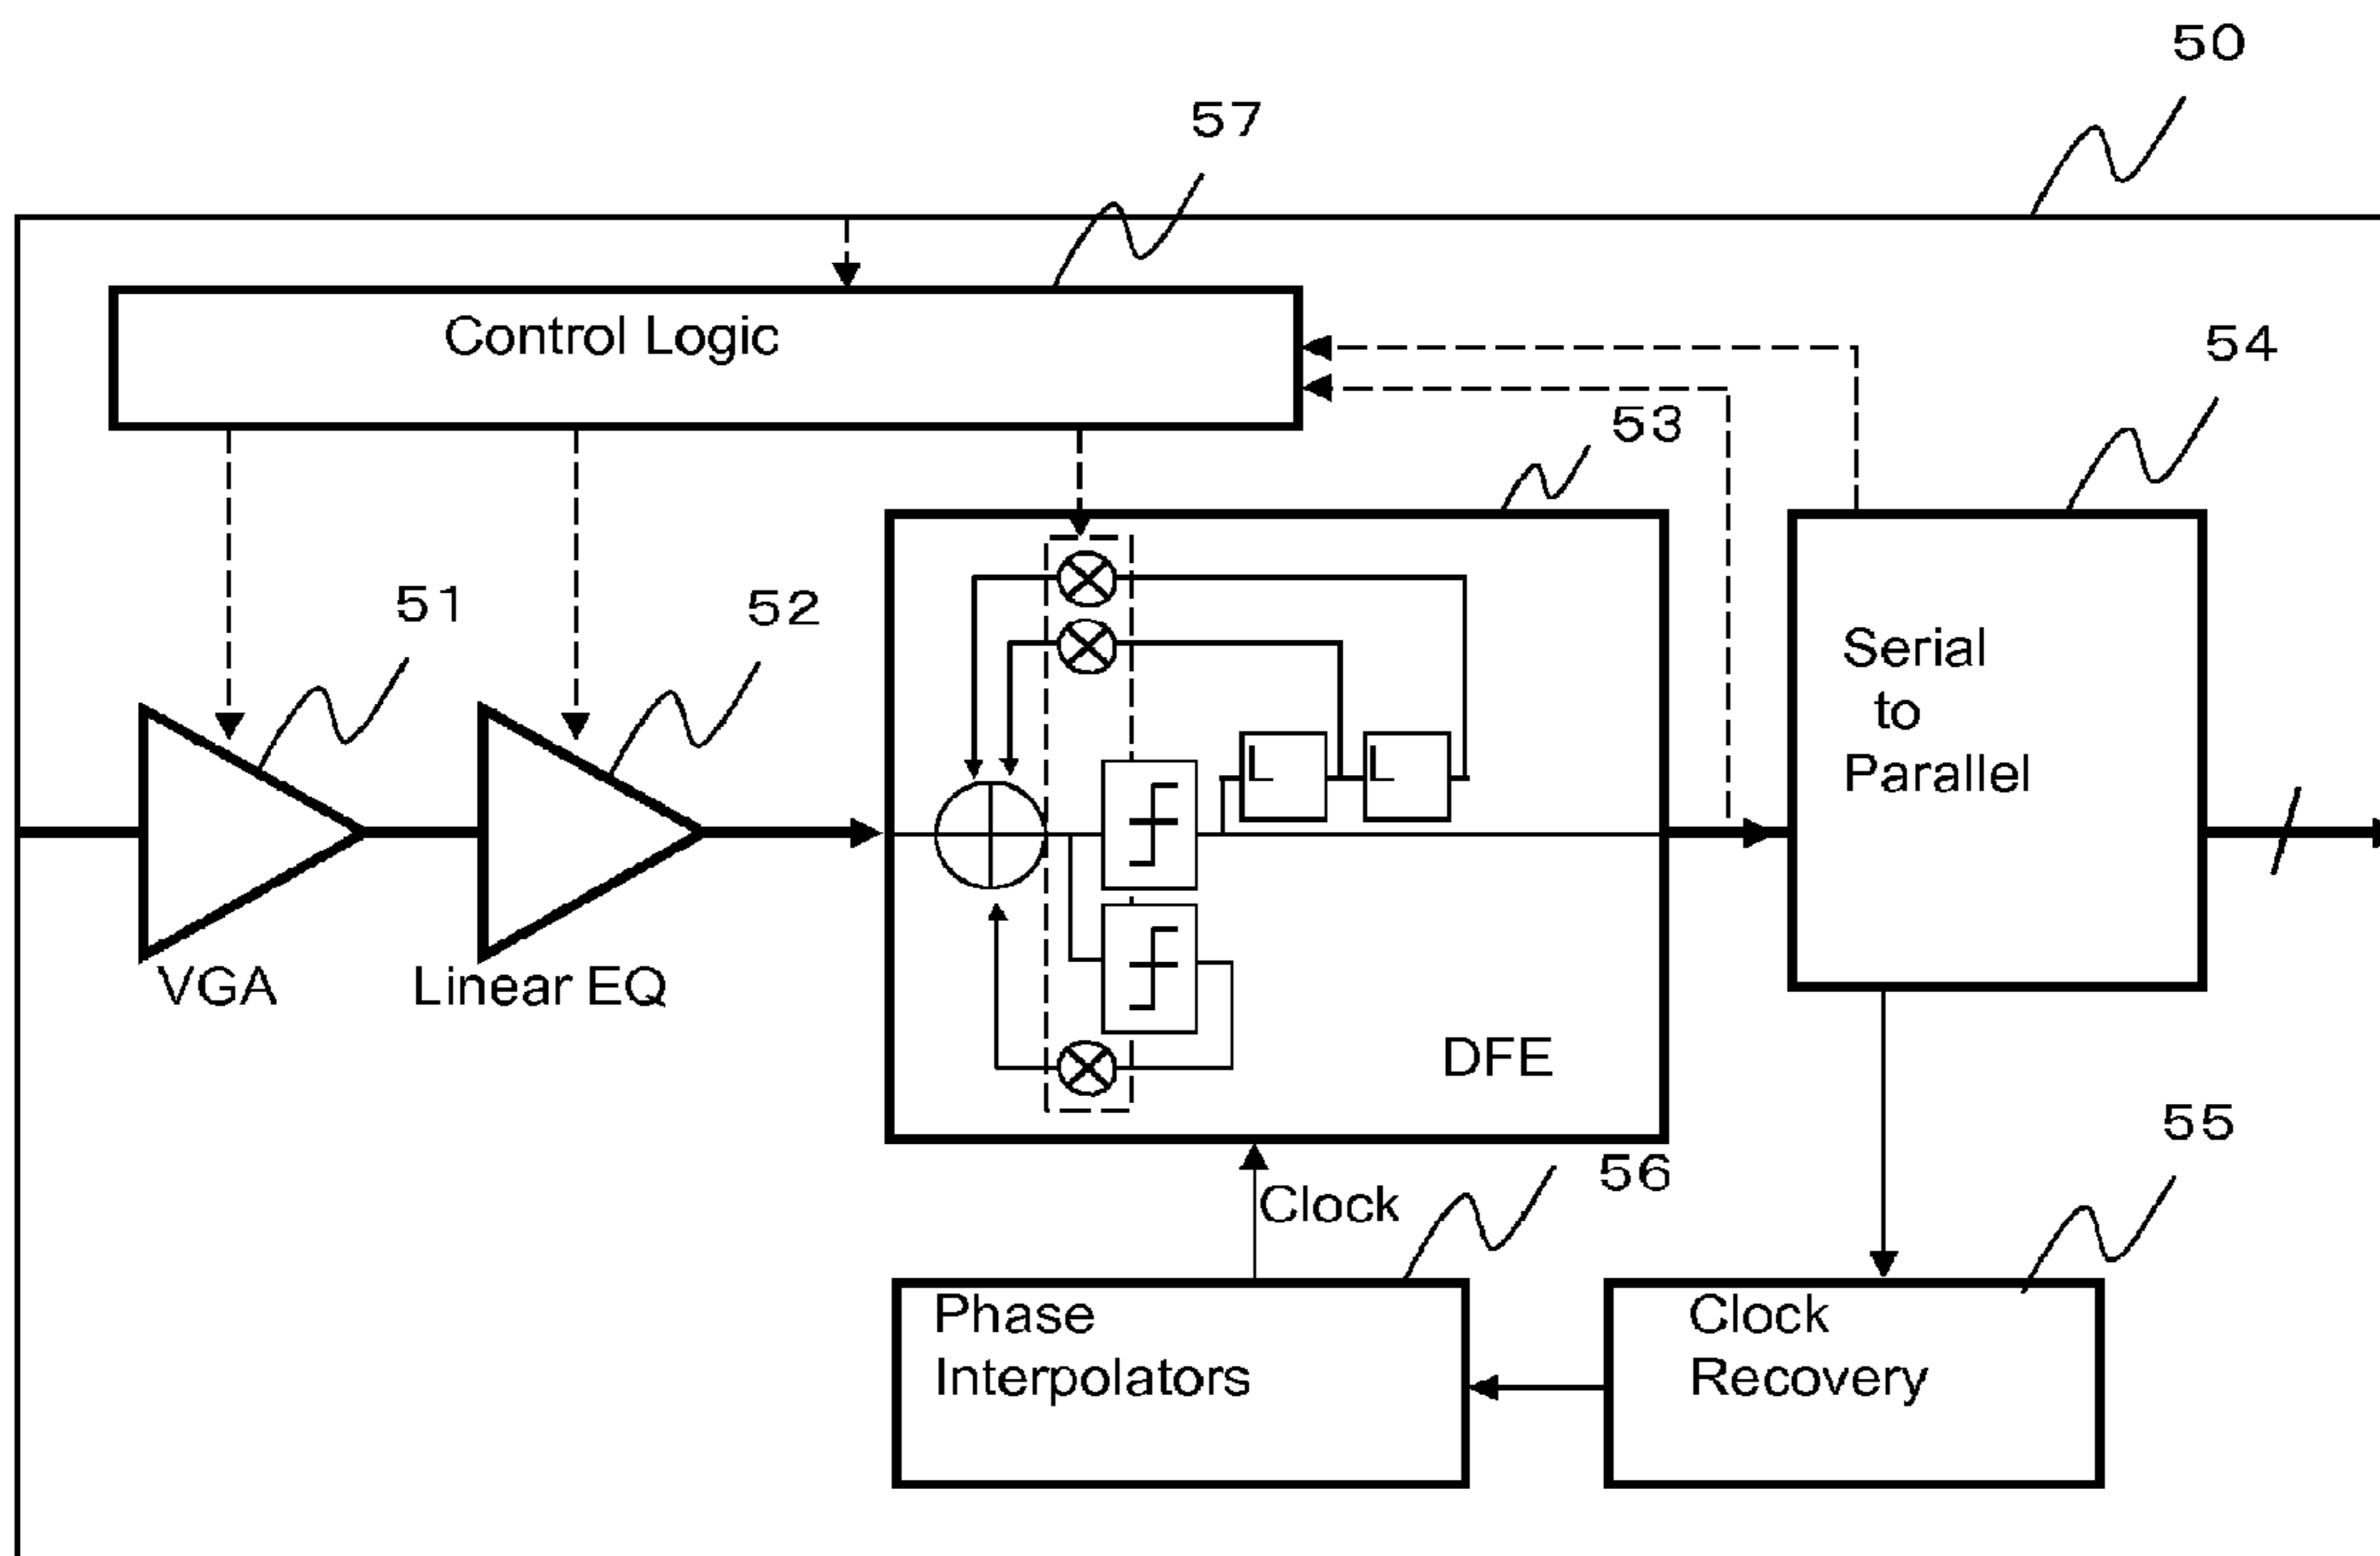 50
57
Control Logic
54
53
51
52
Serial
to
Parallel
L
L
VGA
Linear EQ
DFE
55
56
Clock
Phase
Interpolators
Clock
Recovery